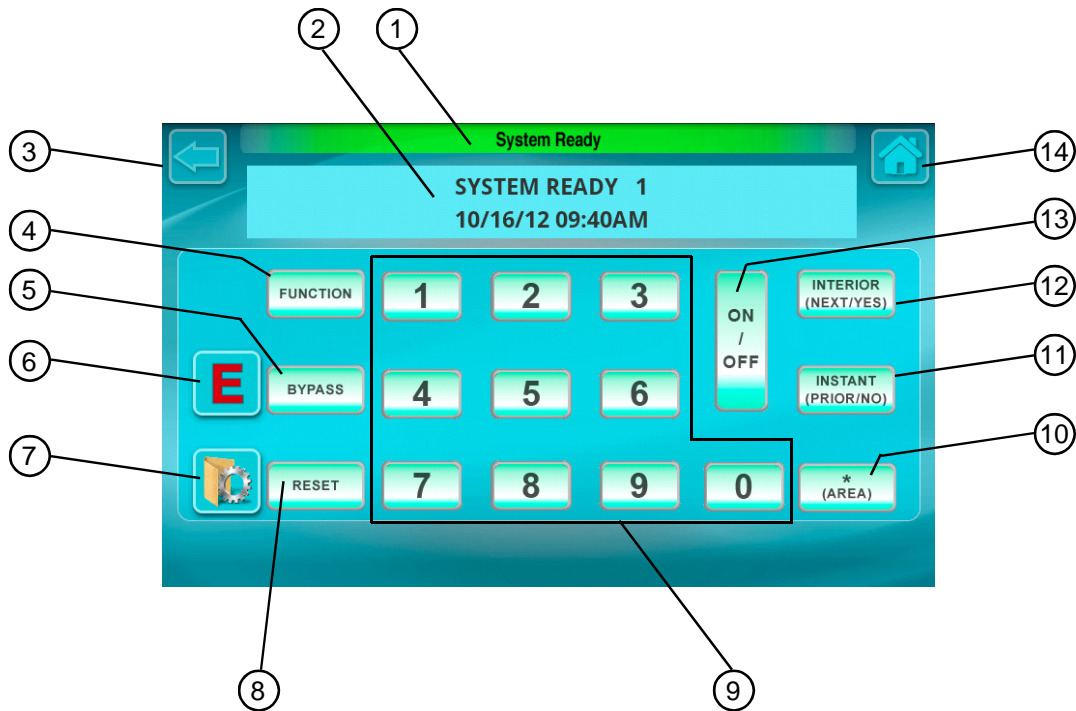 2
1
System Ready
3
14
SYSTEM READY 1
10/16/12 09:40AM
13
4
FUNCTION
1
2
3
ON
/
OFF
INTERIOR
(NEXT/YES)
12
5
6
E
BYPASS
4
5
6
INSTANT
(PRIOR/NO)
11
7
RESET
7
8
9
0
*
(AREA)
10
8
9